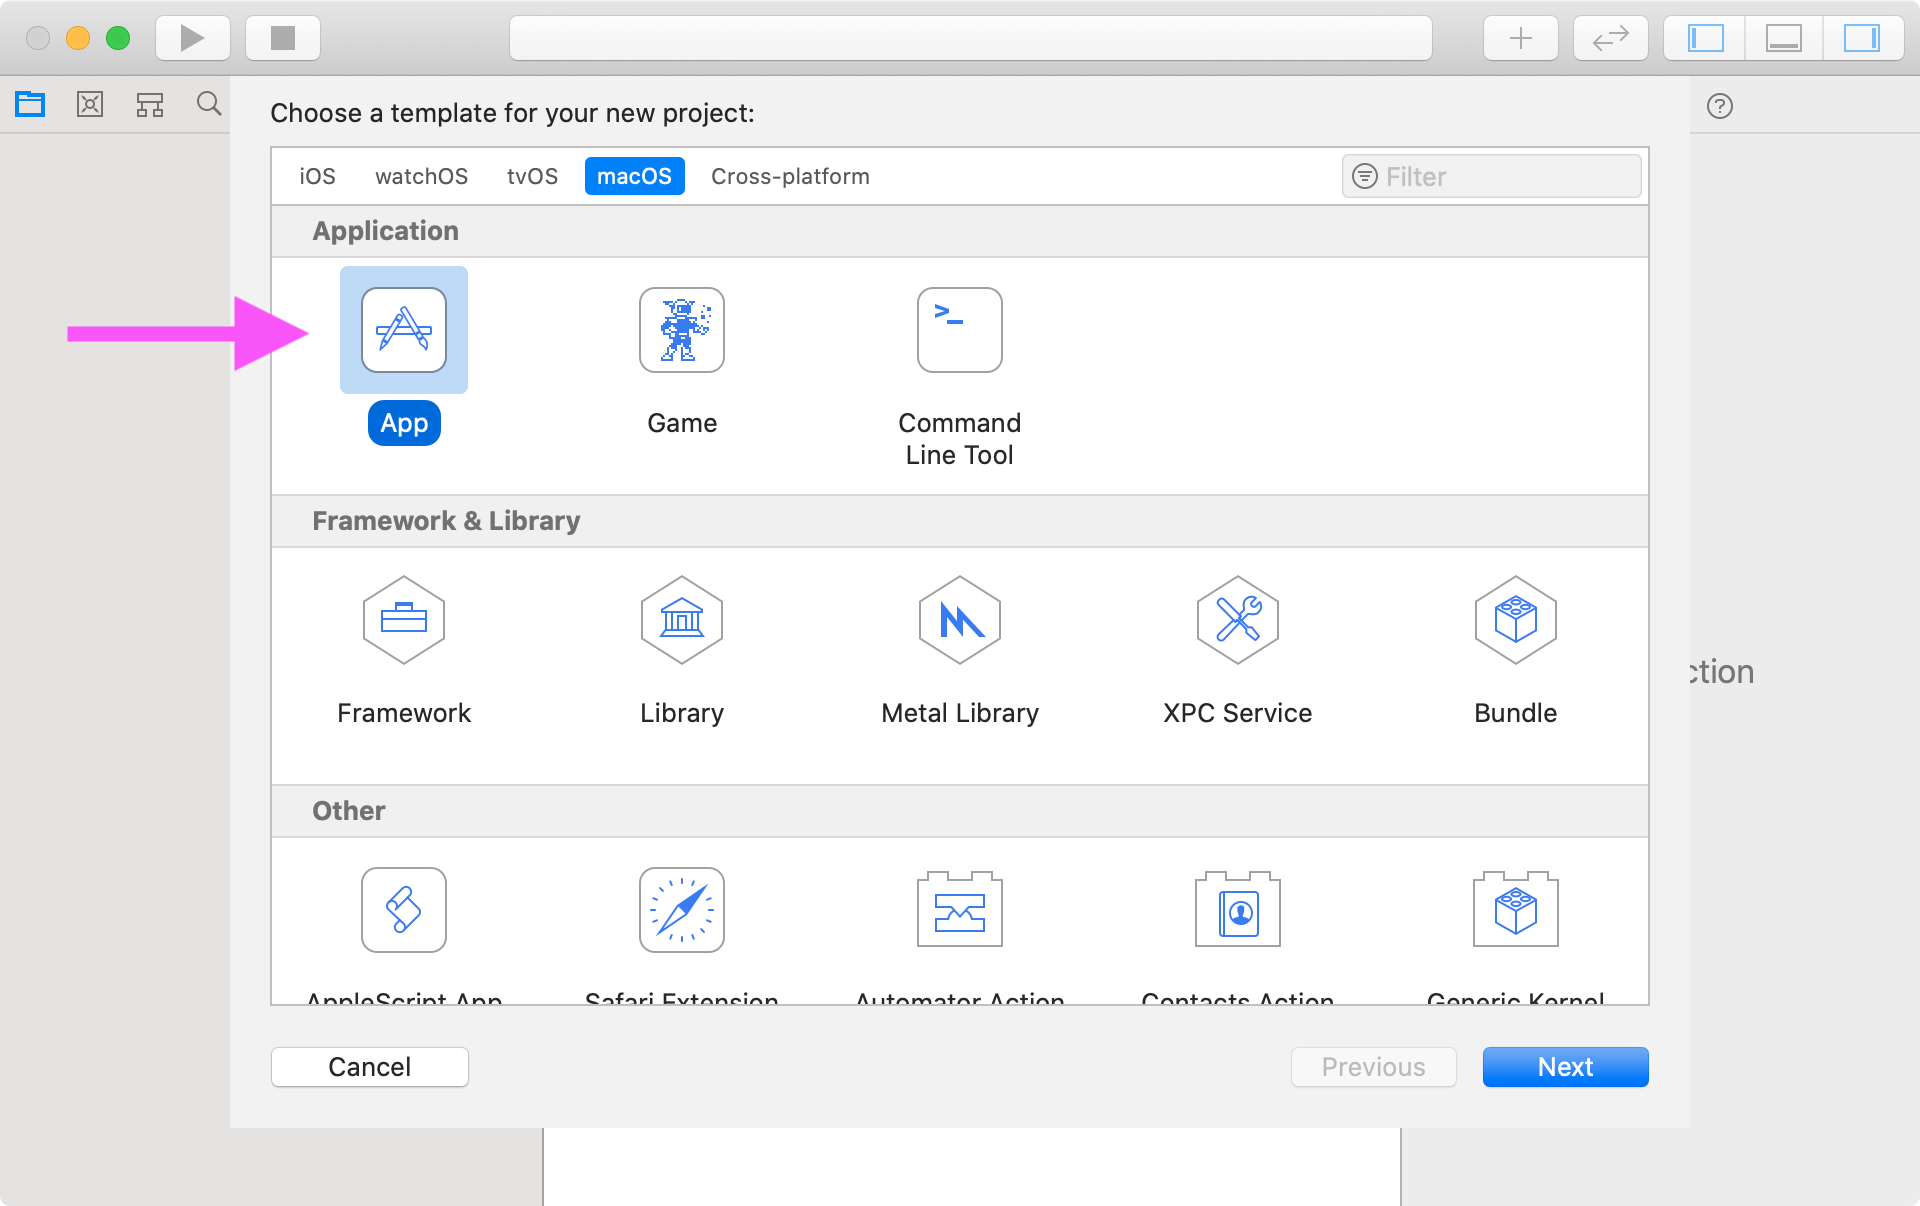 Choose a template for your new project:
iOS watchOS tvOS macOS Cross-platform Filter
Application
App Game Command
Line Tool
Framework & Library
Framework Library Metal Library XPC Service Bundle
ction
Other
AppleScript App Safari Extension Automator Action Contacts Action Generic Kernel
Cancel Previous Next